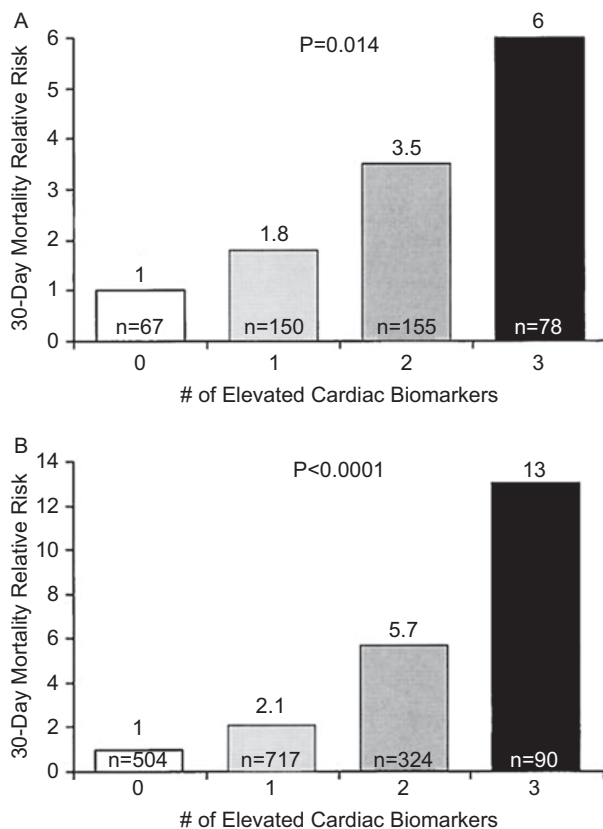 A
P=0.014
30-Day Mortality Relative Risk
6
5
4
3
2
1
0
1
1.8
3.5
6
n=67
n=150
n=155
n=78
0
1
2
3
# of Elevated Cardiac Biomarkers
B
P<0.0001
30-Day Mortality Relative Risk
14
12
10
8
6
4
2
0
1
2.1
5.7
13
n=504
n=717
n=324
n=90
0
1
2
3
# of Elevated Cardiac Biomarkers